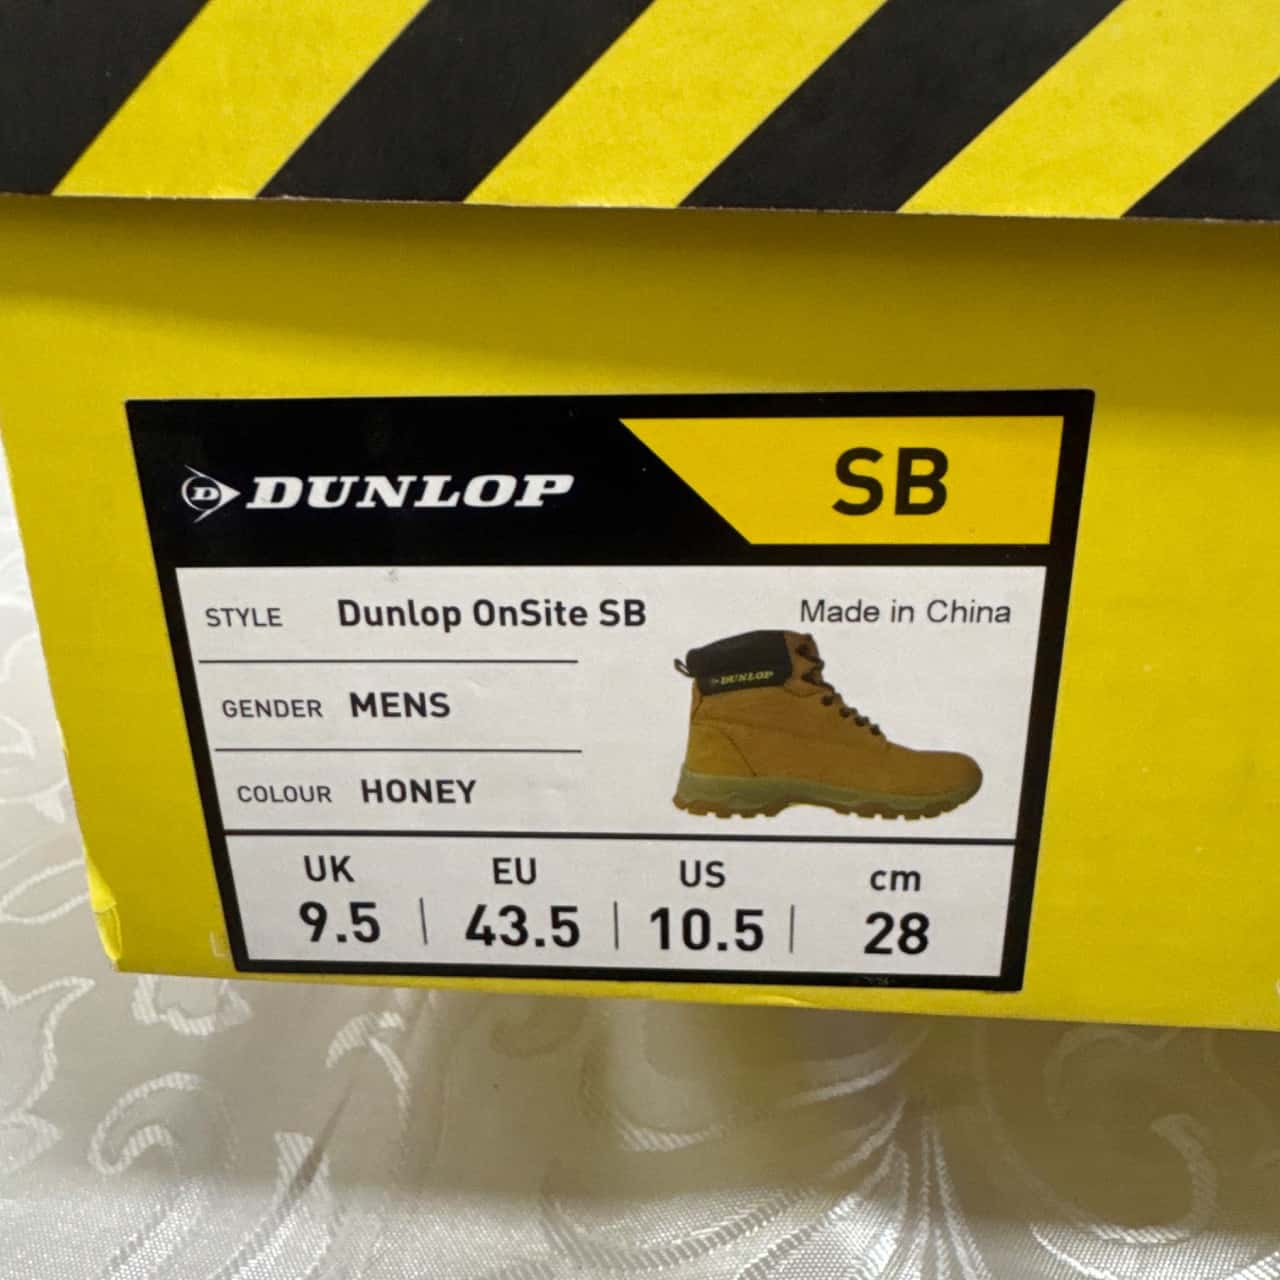 DUNLOP
SB
STYLE Dunlop OnSite SB
Made in China
DUNLOP
GENDER MENS
COLOUR HONEY
UK EU US cm
9.5 | 43.5 | 10.5 | 28